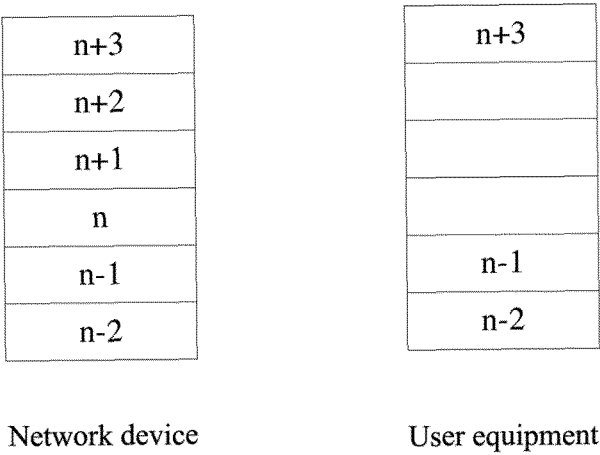 n+3
n+2
n+1
n
n-1
n-2
Network device
n+3
n-1
n-2
User equipment